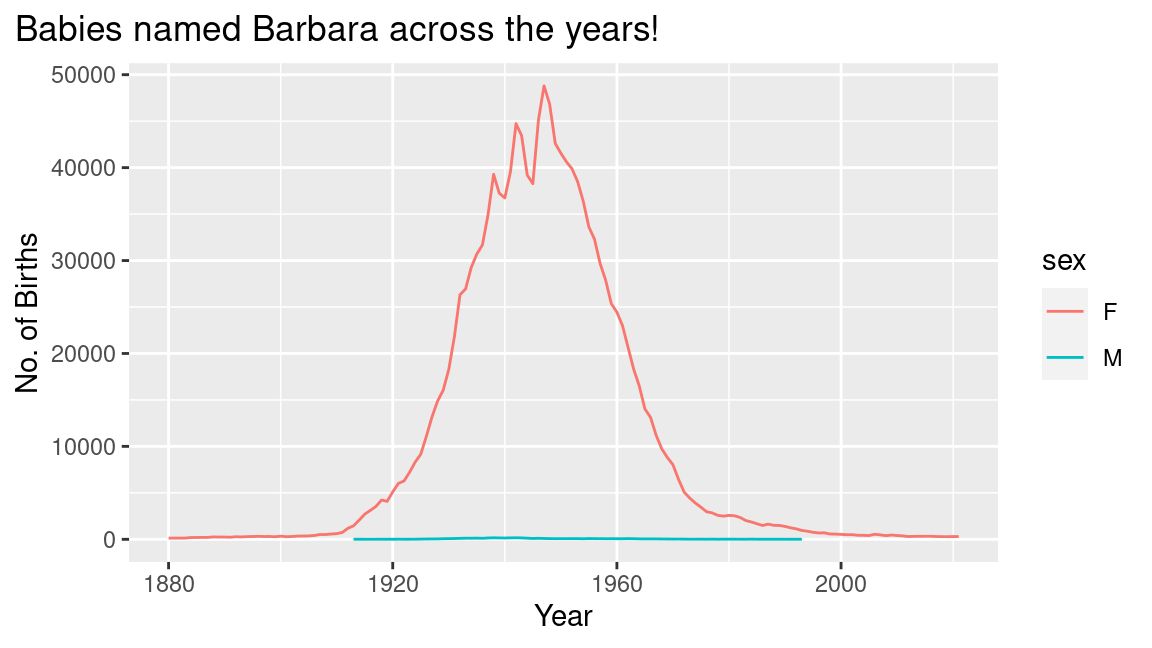 Babies named Barbara across the years!
50000
40000
30000
20000
10000
0
No. of Births
1880
1920
1960
2000
Year
sex
F
M